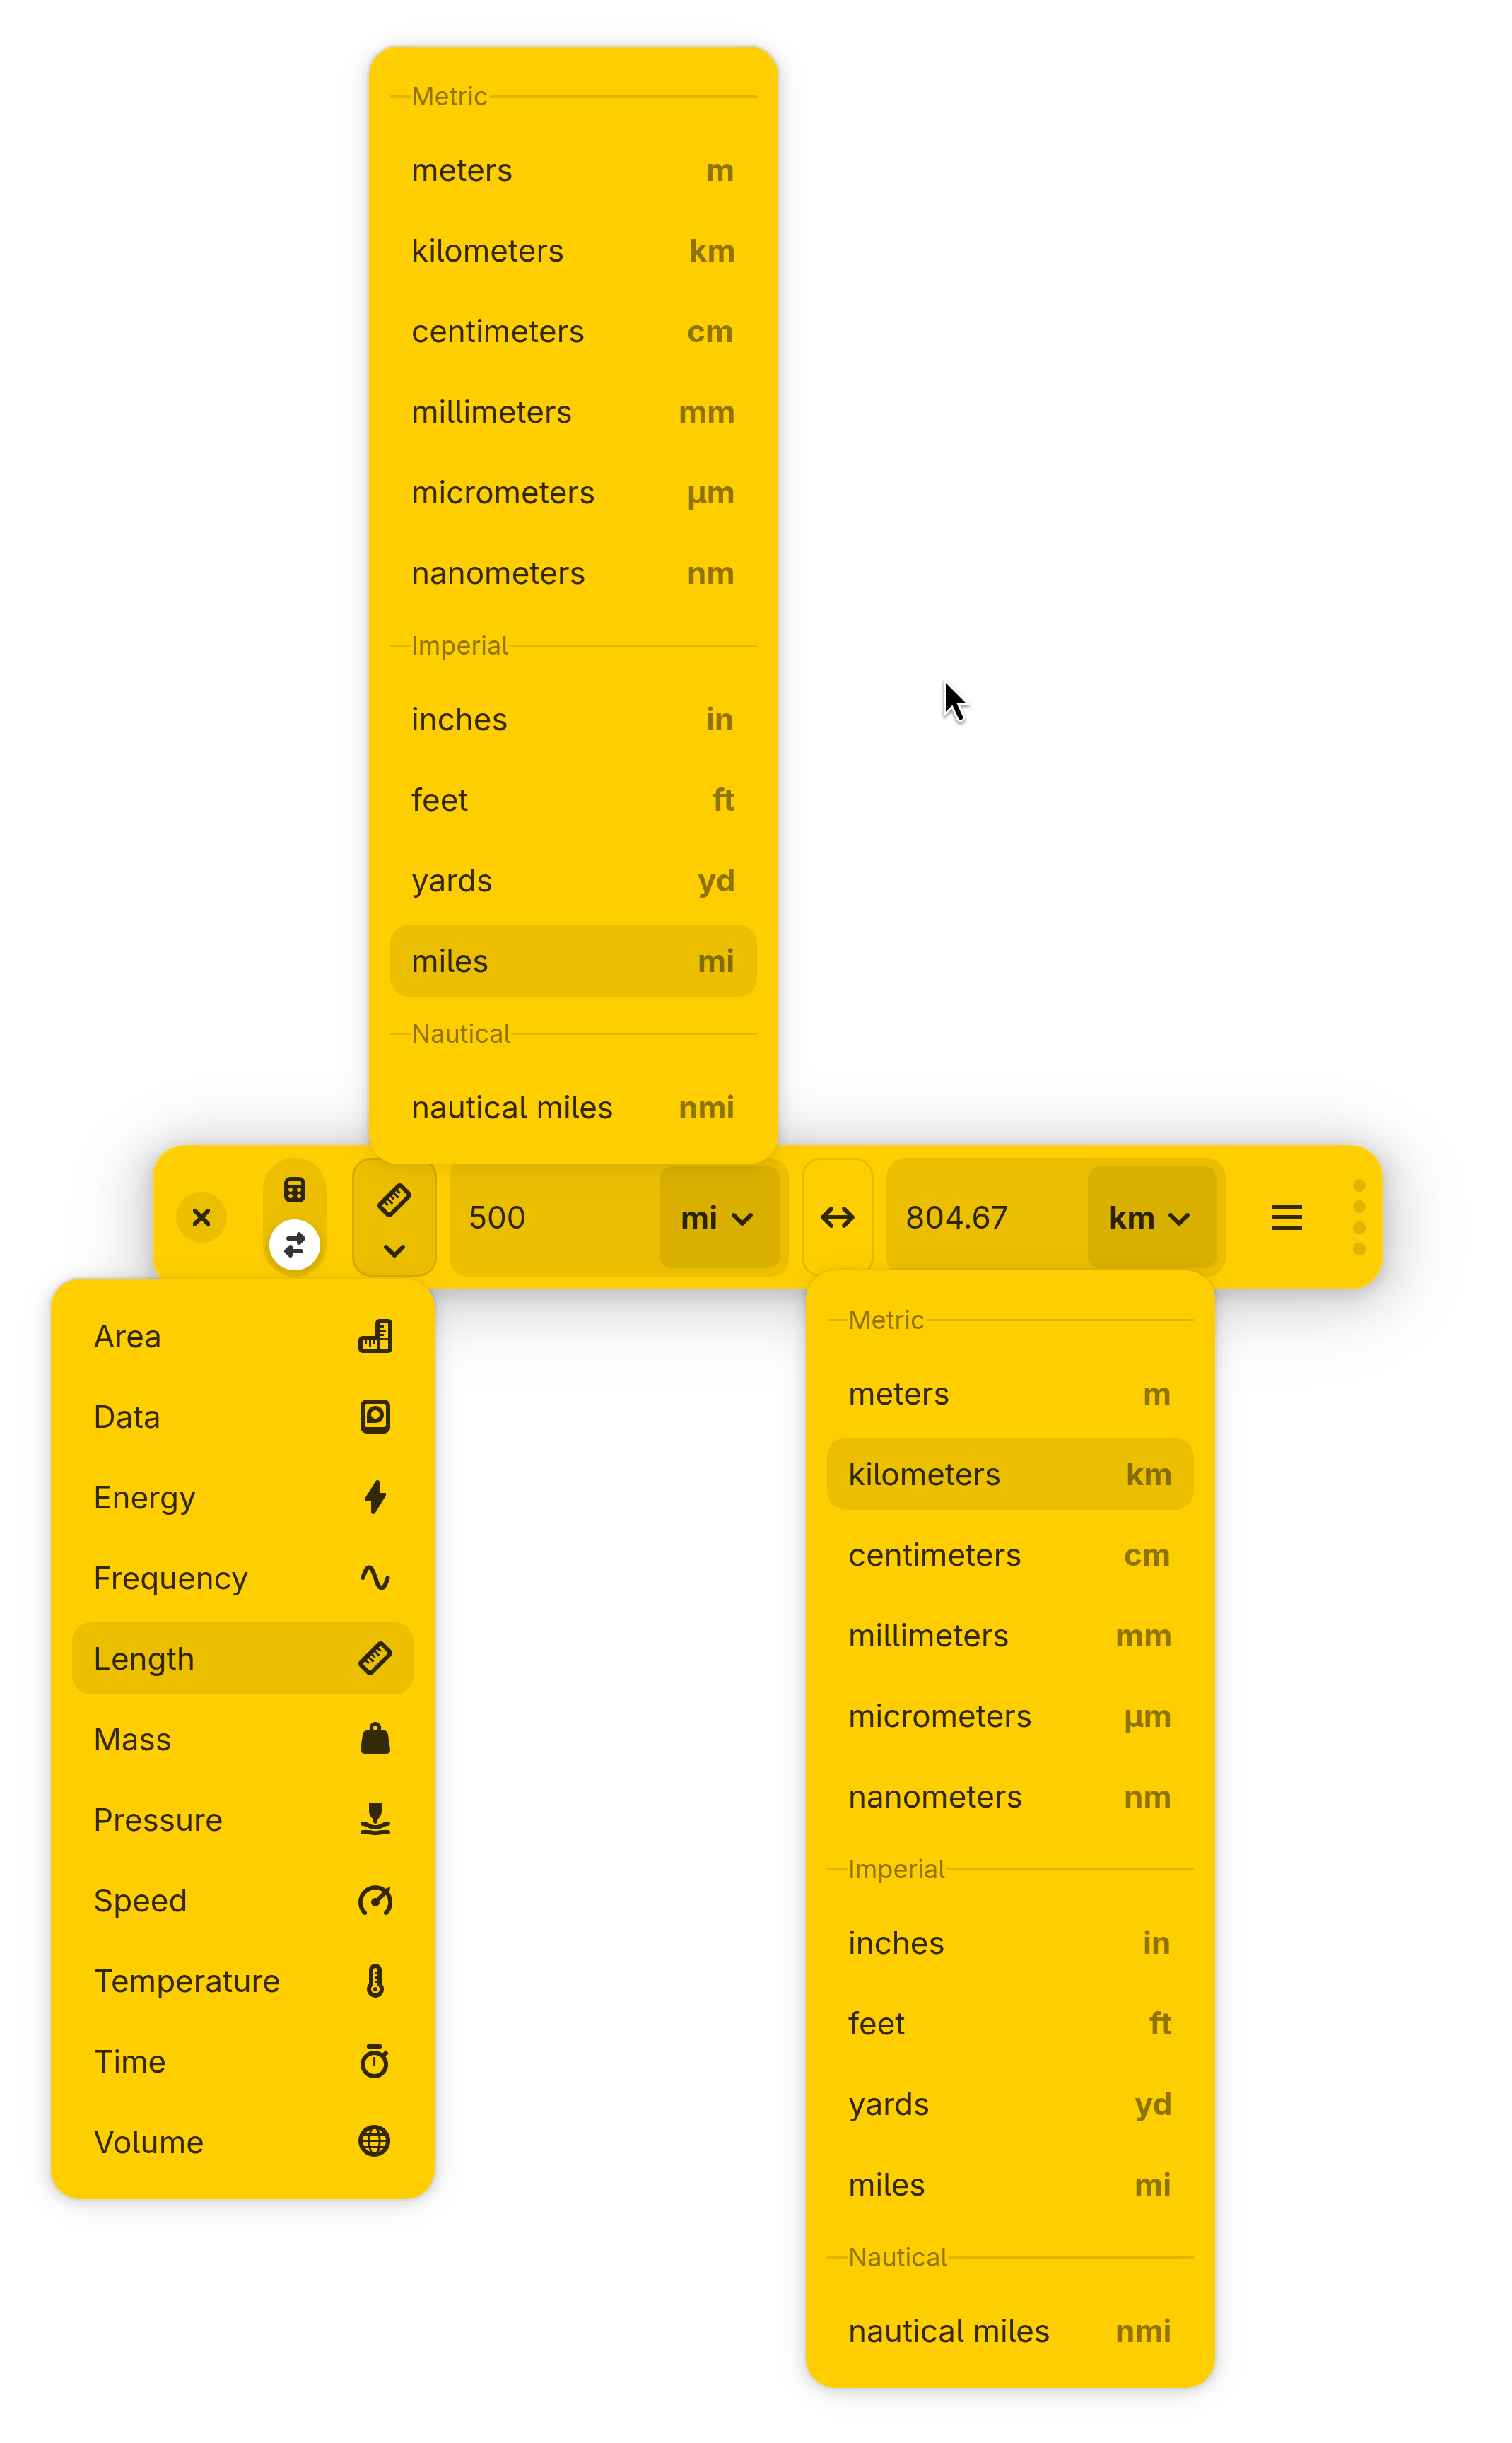 Metric
meters m
kilometers km
centimeters cm
millimeters mm
micrometers µm
nanometers nm
Imperial
inches in
feet ft
yards yd
miles mi
Nautical
nautical miles nmi
500 mi 804.67 km
Area
Data
Energy
Frequency
Length
Mass
Pressure
Speed
Temperature
Time
Volume
Metric
meters m
kilometers km
centimeters cm
millimeters mm
micrometers µm
nanometers nm
Imperial
inches in
feet ft
yards yd
miles mi
Nautical
nautical miles nmi